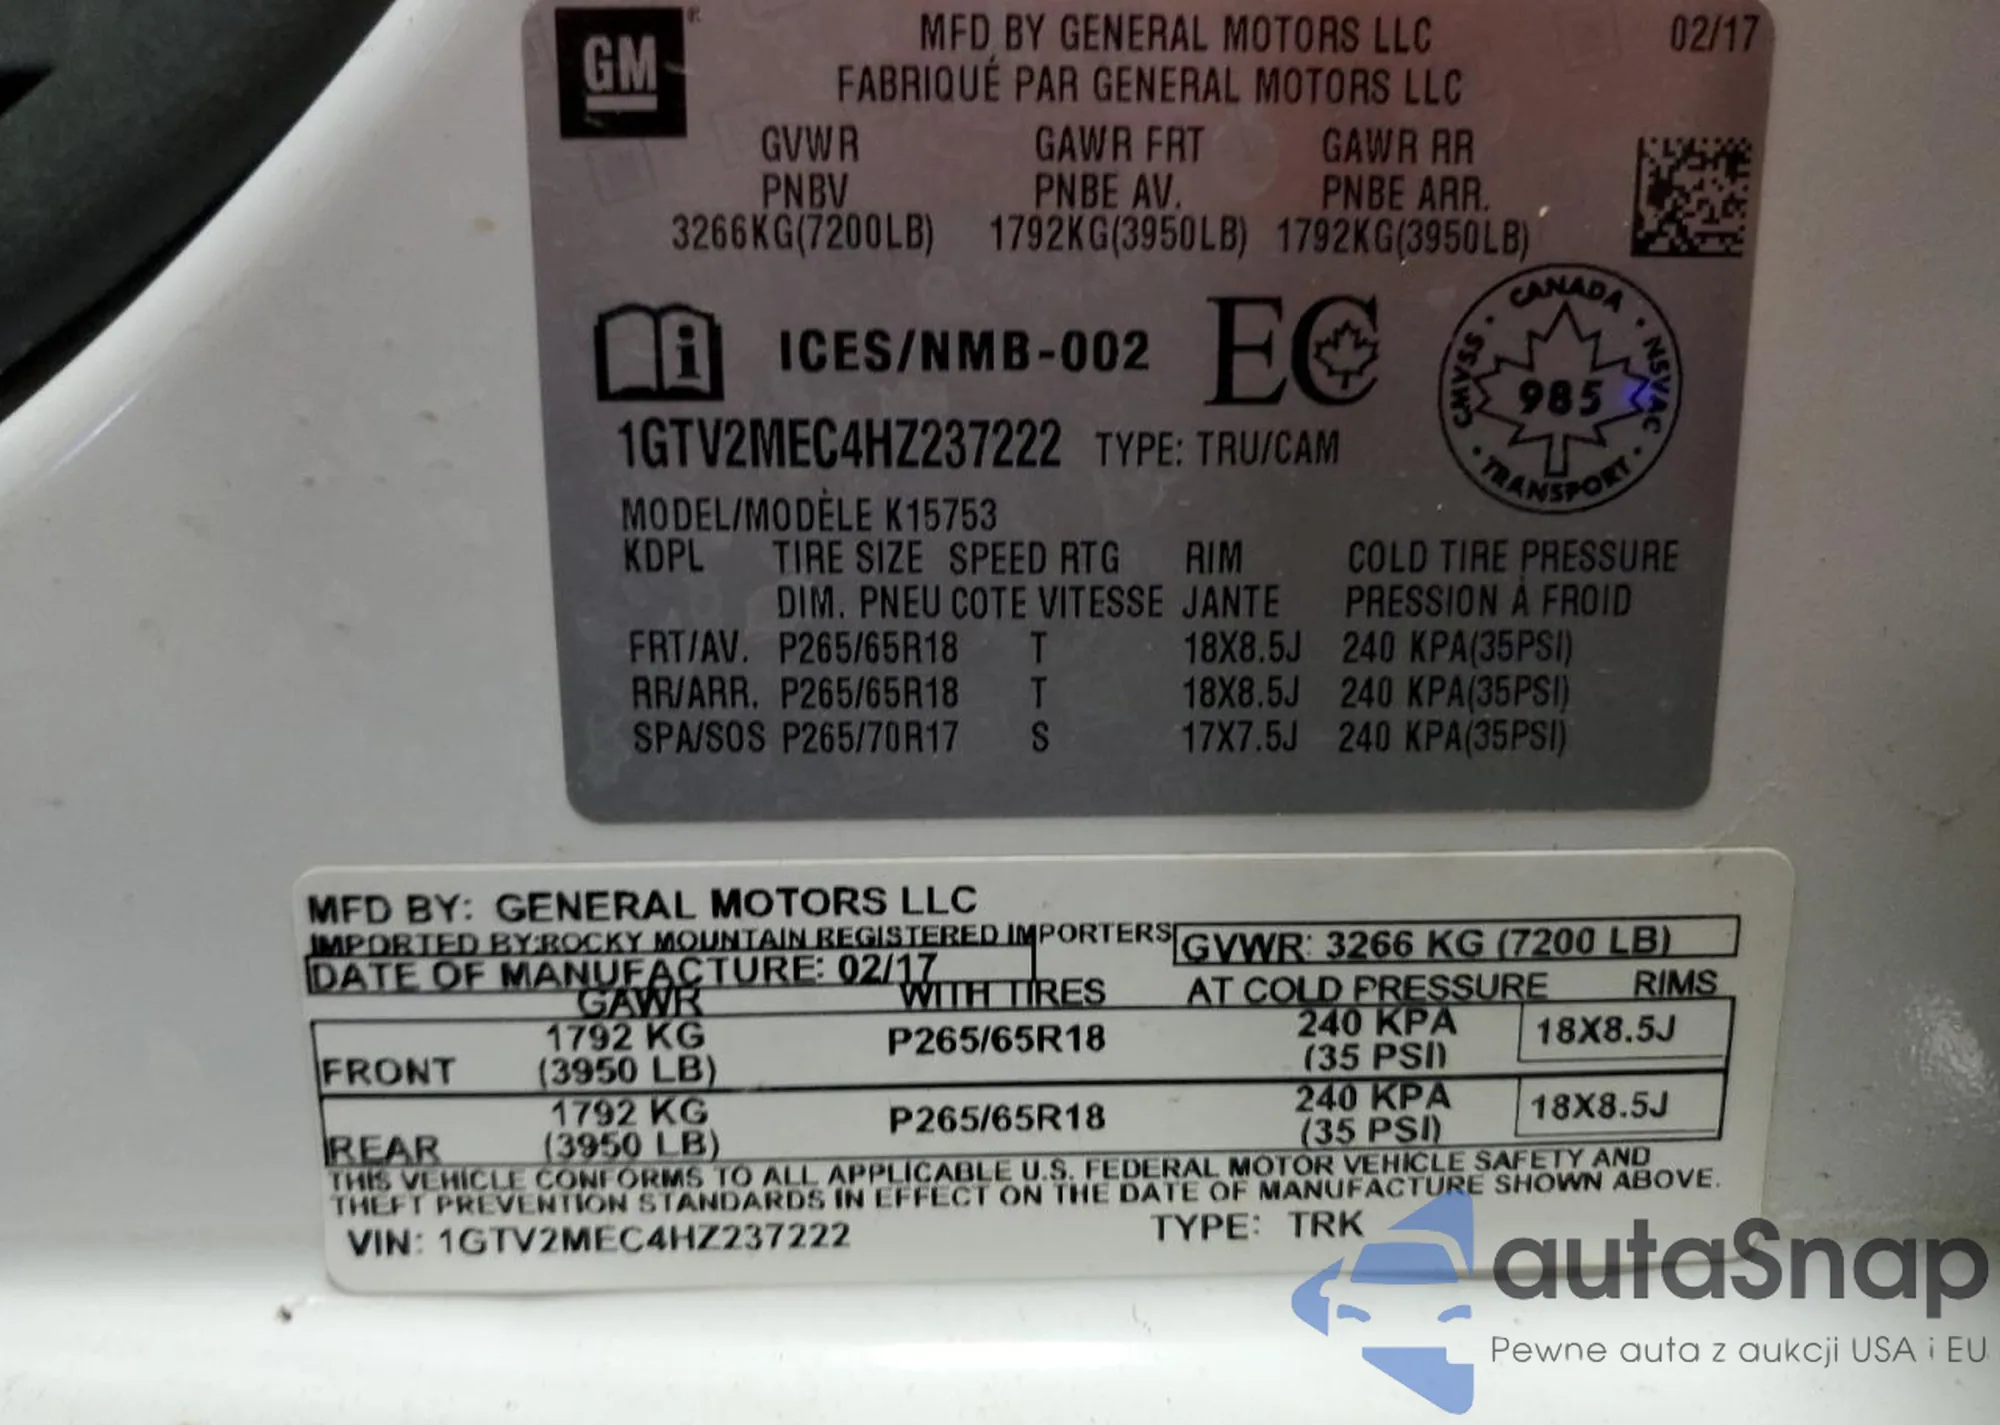 GM
MFD BY GENERAL MOTORS LLC 02/17
FABRIQUÉ PAR GENERAL MOTORS LLC
GVWR GAWR FRT GAWR RR
PNBV PNBE AV. PNBE ARR.
3266KG(7200LB) 1792KG(3950LB) 1792KG(3950LB)
ICES/NMB-002 EC
CANADA · NSVAC · TRANSPORT · CMVSS · 985
1GTV2MEC4HZ237222 TYPE: TRU/CAM
MODEL/MODÈLE K15753
KDPL TIRE SIZE SPEED RTG RIM COLD TIRE PRESSURE
DIM. PNEU COTE VITESSE JANTE PRESSION À FROID
FRT/AV. P265/65R18 T 18X8.5J 240 KPA(35PSI)
RR/ARR. P265/65R18 T 18X8.5J 240 KPA(35PSI)
SPA/SOS P265/70R17 S 17X7.5J 240 KPA(35PSI)
MFD BY: GENERAL MOTORS LLC
IMPORTED BY:ROCKY MOUNTAIN REGISTERED IMPORTERS GVWR: 3266 KG (7200 LB)
DATE OF MANUFACTURE: 02/17
GAWR WITH TIRES AT COLD PRESSURE RIMS
1792 KG P265/65R18 240 KPA 18X8.5J
FRONT (3950 LB) (35 PSI)
1792 KG P265/65R18 240 KPA 18X8.5J
REAR (3950 LB) (35 PSI)
THIS VEHICLE CONFORMS TO ALL APPLICABLE U.S. FEDERAL MOTOR VEHICLE SAFETY AND
THEFT PREVENTION STANDARDS IN EFFECT ON THE DATE OF MANUFACTURE SHOWN ABOVE.
VIN: 1GTV2MEC4HZ237222 TYPE: TRK
autaSnap
Pewne auta z aukcji USA i EU